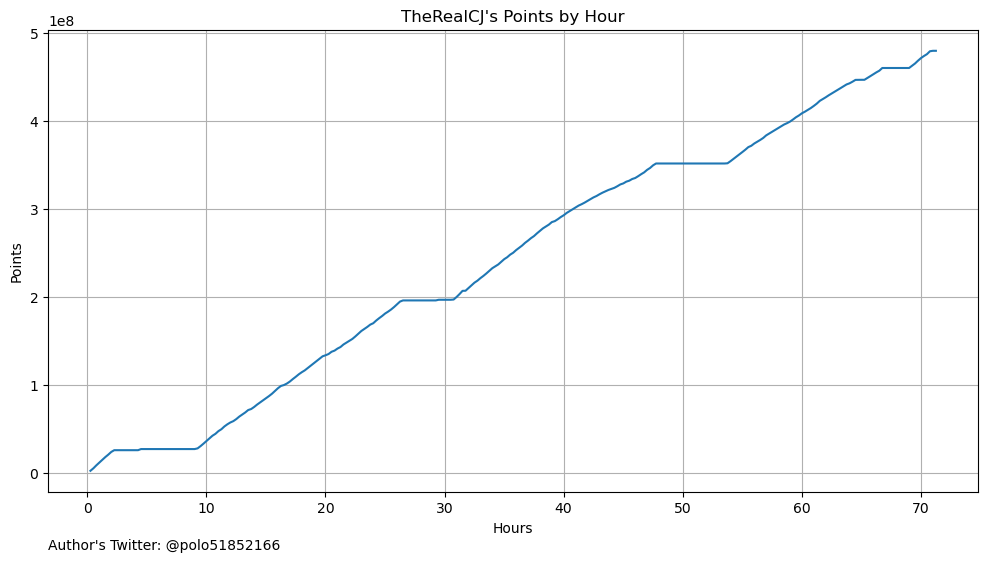 TheRealCJ's Points by Hour
1e8
5
4
3
2
1
0
Points
0 10 20 30 40 50 60 70
Hours
Author's Twitter: @polo51852166